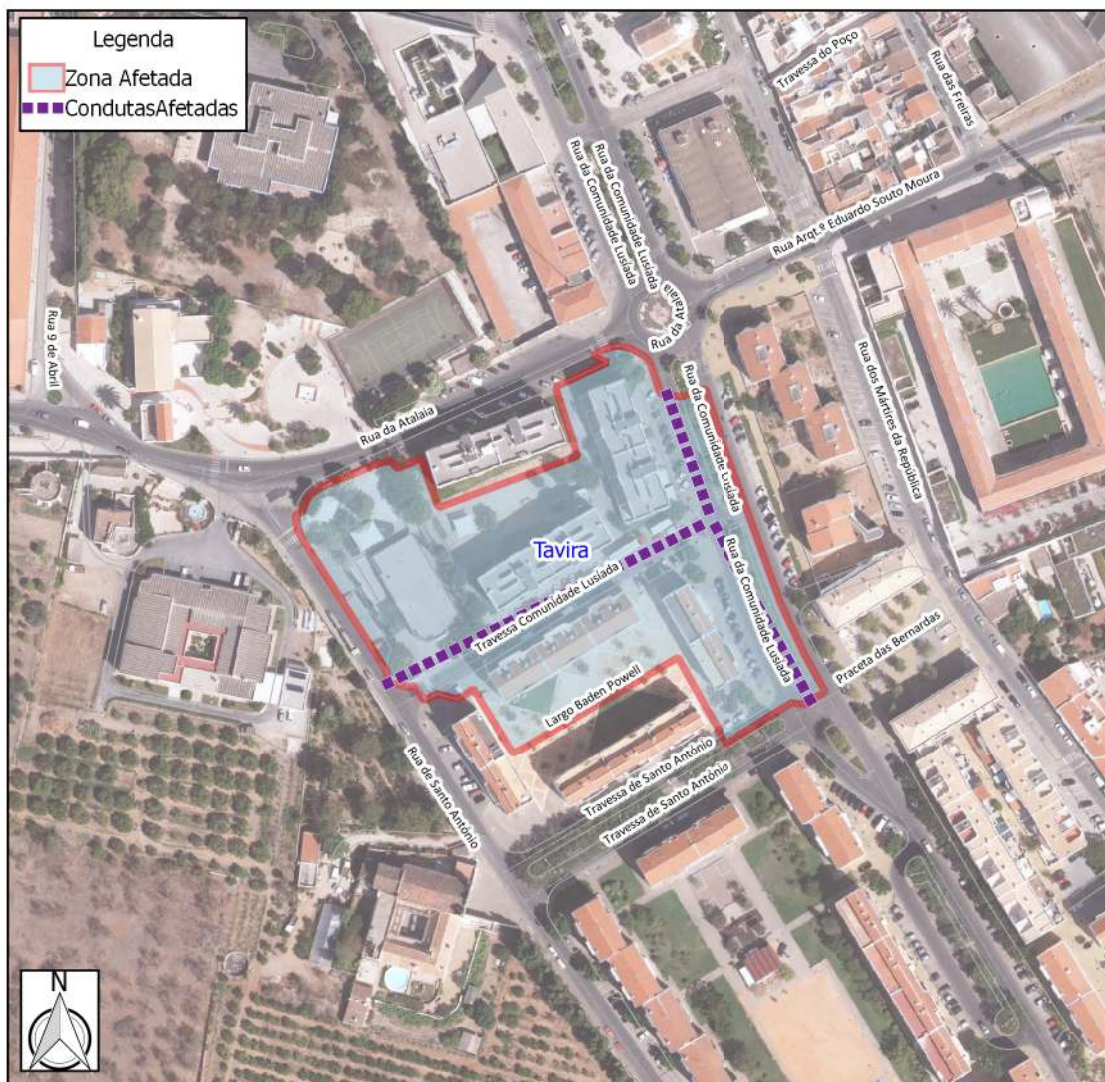 Legenda
Zona Afetada
CondutasAfetadas
Travessa do Poço
Rua das Freiras
Rua da Comunidade Lusíada
Rua da Comunidade Lusíada
Rua Arqt.º Eduardo Souto Moura
Rua da Atalaia
Rua 9 de Abril
Rua da Atalaia
Rua dos Mártires da República
Rua da Comunidade Lusíada
Tavira
Travessa Comunidade Lusíada
Rua da Comunidade Lusíada
Praceta das Bernardas
Largo Baden Powell
Rua de Santo António
Travessa de Santo António
Travessa de Santo António
N